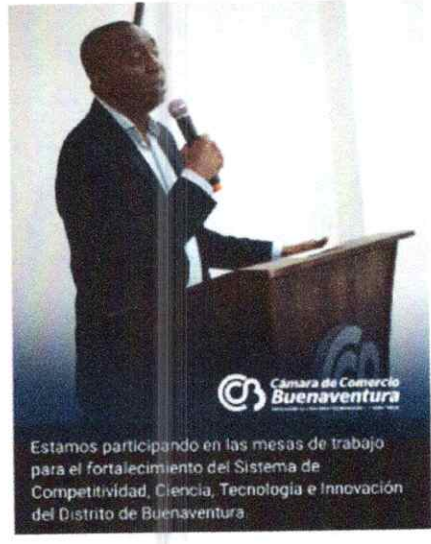 Cámara de Comercio
Buenaventura
Estamos participando en las mesas de trabajo
para el fortalecimiento del Sistema de
Competitividad, Ciencia, Tecnología e Innovación
del Distrito de Buenaventura.